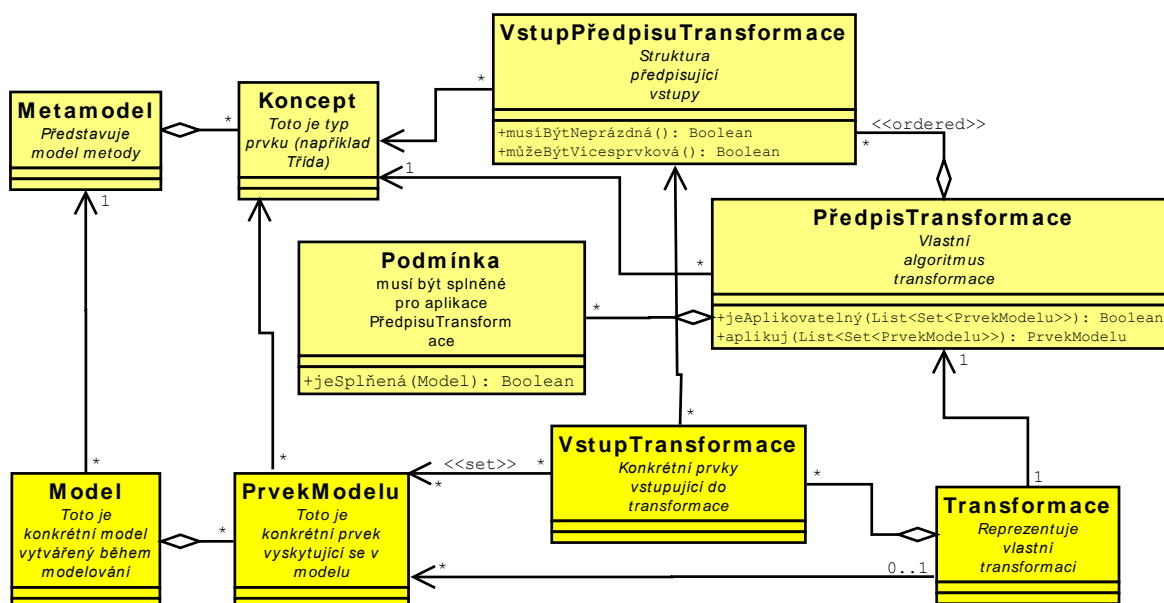 VstupPředpisuTransformace
Struktura
předpisující
vstupy
+musíBýtNeprázdná(): Boolean
+můžeBýtVícesprvková(): Boolean
*
<<ordered>>
*
Metamodel
Představuje
model metody
*
1
Koncept
Toto je typ
prvku (například
Třída)
1
PředpisTransformace
Vlastní
algoritmus
transformace
+jeAplikovatelný(List<Set<PrvekModelu>>): Boolean
+aplikuj(List<Set<PrvekModelu>>): PrvekModelu
*
*
1
Podmínka
musí být splněné
pro aplikace
PředpisuTransform
ace
+jeSplňená(Model): Boolean
*
*
*
<<set>>
*
*
VstupTransformace
Konkrétní prvky
vstupující do
transformace
*
1
Model
Toto je
konkrétní model
vytvářený během
modelování
*
PrvekModelu
Toto je
konkrétní prvek
vyskytující se v
modelu
*
0..1
Transformace
Reprezentuje
vlastní
transformaci